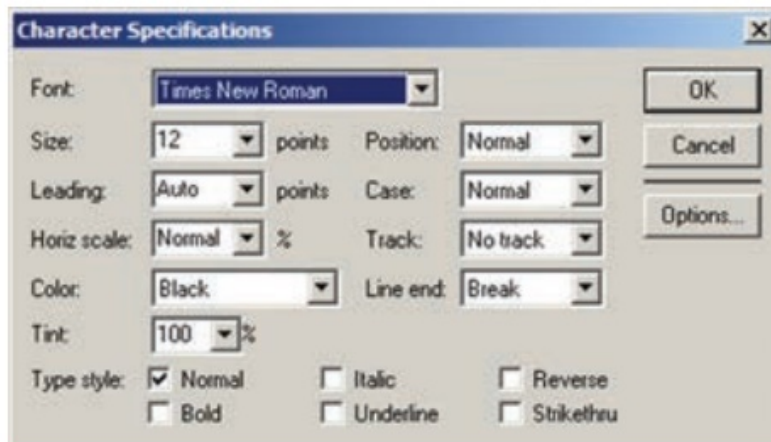 Character Specifications
Font: Times New Roman OK
Size: 12 points Position: Normal Cancel
Leading: Auto points Case: Normal
Options...
Horiz scale: Normal % Track: No track
Color: Black Line end: Break
Tint: 100 %
Type style: Normal Italic Reverse
Bold Underline Strikethru